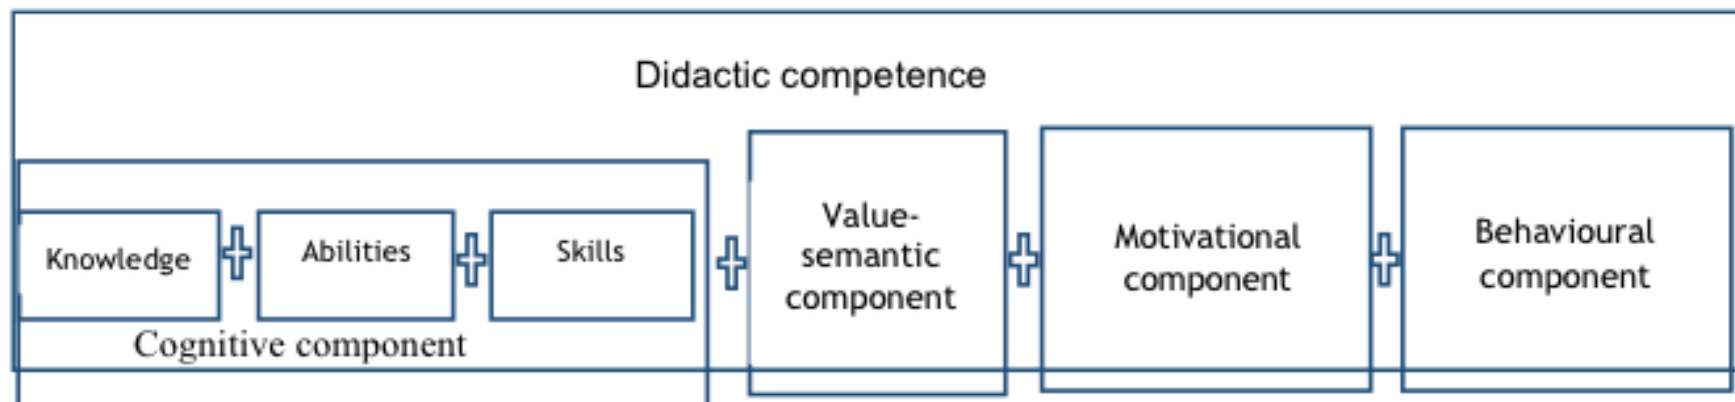 Didactic competence
Knowledge
Abilities
Skills
Cognitive component
Value-
semantic
component
Motivational
component
Behavioural
component